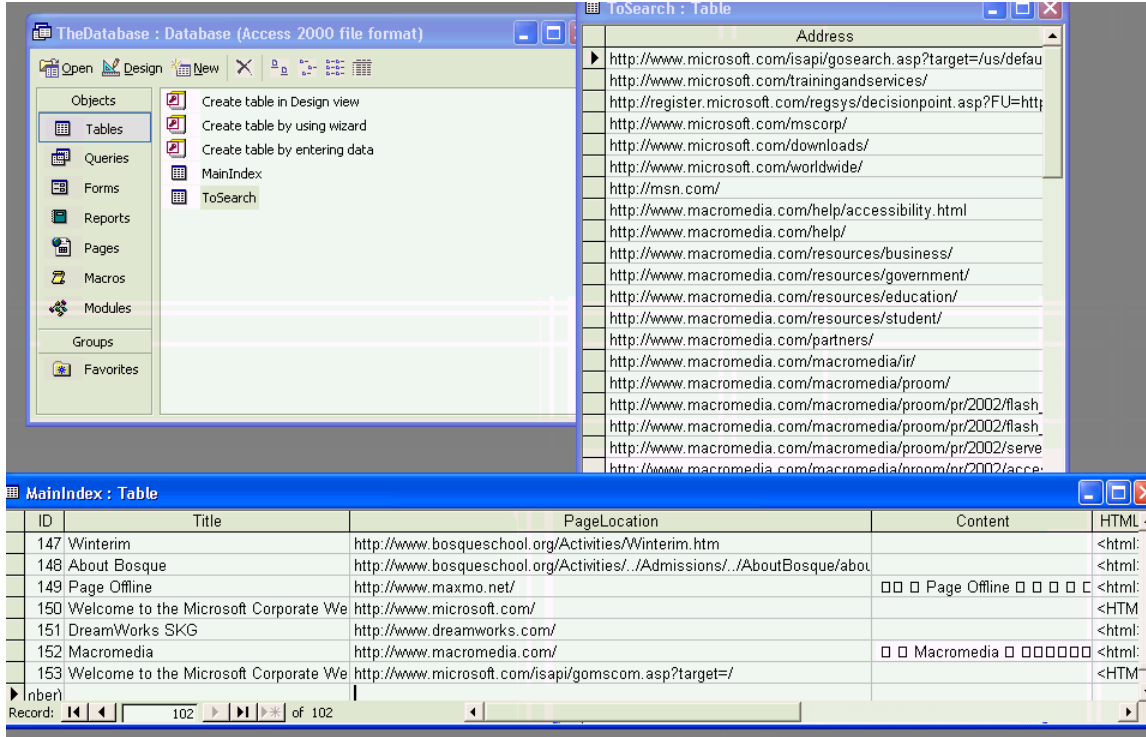 TheDatabase : Database (Access 2000 file format)
Open Design New
Objects
Tables
Queries
Forms
Reports
Pages
Macros
Modules
Groups
Favorites
Create table in Design view
Create table by using wizard
Create table by entering data
MainIndex
ToSearch
ToSearch : Table
Address
http://www.microsoft.com/isapi/gosearch.asp?target=/us/defau
http://www.microsoft.com/trainingandservices/
http://register.microsoft.com/regsys/decisionpoint.asp?FU=http
http://www.microsoft.com/mscorp/
http://www.microsoft.com/downloads/
http://www.microsoft.com/worldwide/
http://msn.com/
http://www.macromedia.com/help/accessibility.html
http://www.macromedia.com/help/
http://www.macromedia.com/resources/business/
http://www.macromedia.com/resources/government/
http://www.macromedia.com/resources/education/
http://www.macromedia.com/resources/student/
http://www.macromedia.com/partners/
http://www.macromedia.com/macromedia/ir/
http://www.macromedia.com/macromedia/proom/
http://www.macromedia.com/macromedia/proom/pr/2002/flash_
http://www.macromedia.com/macromedia/proom/pr/2002/flash_
http://www.macromedia.com/macromedia/proom/pr/2002/serve
http://www.macromedia.com/macromedia/proom/pr/2002/acce
MainIndex : Table
ID Title PageLocation Content HTML
147 Winterim http://www.bosqueschool.org/Activities/Winterim.htm <html>
148 About Bosque http://www.bosqueschool.org/Activities/../Admissions/../AboutBosque/abou <html>
149 Page Offline http://www.maxmo.net/ □□ □ Page Offline □ □ □ □ □ <html>
150 Welcome to the Microsoft Corporate We http://www.microsoft.com/ <HTM
151 DreamWorks SKG http://www.dreamworks.com/ <html>
152 Macromedia http://www.macromedia.com/ □ □ Macromedia □ □□□□□□ <html>
153 Welcome to the Microsoft Corporate We http://www.microsoft.com/isapi/gomscom.asp?target=/ <HTM
nber)
Record: 102 of 102